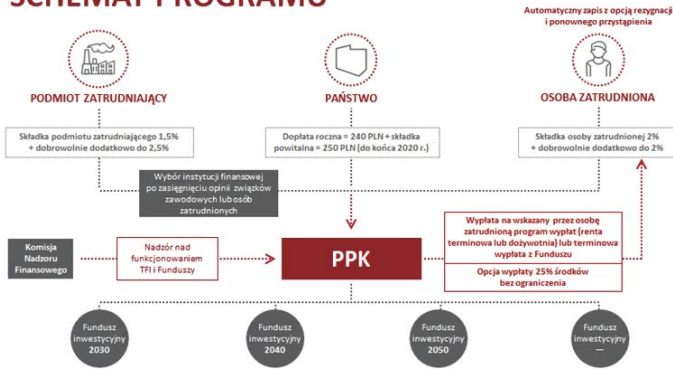 SCHEMAT PROGRAMU
Automatyczny zapis z opcją rezygnacji
i ponownego przystąpienia
PODMIOT ZATRUDNIAJĄCY
PAŃSTWO
OSOBA ZATRUDNIONA
Składka podmiotu zatrudniającego 1,5%
+ dobrowolnie dodatkowo do 2,5%
Dopłata roczna = 240 PLN + składka
powitalna = 250 PLN (do końca 2020 r.)
Składka osoby zatrudnionej 2%
+ dobrowolnie dodatkowo do 2%
Wybór instytucji finansowej
po zasięgnięciu opinii związków
zawodowych lub osób
zatrudnionych
Komisja
Nadzoru
Finansowego
Nadzór nad
funkcjonowaniem
TFI i Funduszy
PPK
Wypłata na wskazany przez osobę
zatrudnioną program wypłat (renta
terminowa lub dożywotnia) lub terminowa
wypłata z Funduszu
Opcja wypłaty 25% środków
bez ograniczenia
Fundusz
inwestycyjny
2030
Fundusz
inwestycyjny
2040
Fundusz
inwestycyjny
2050
Fundusz
inwestycyjny
—